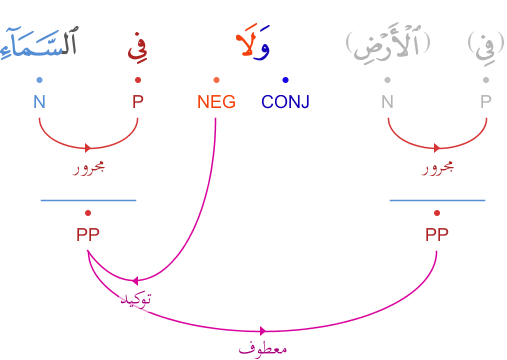 (فِي) (ٱلْأَرْضِ) وَلَا فِي ٱلسَّمَآءِ
P N CONJ NEG P N
مجرور مجرور
PP PP
توكيد
معطوف